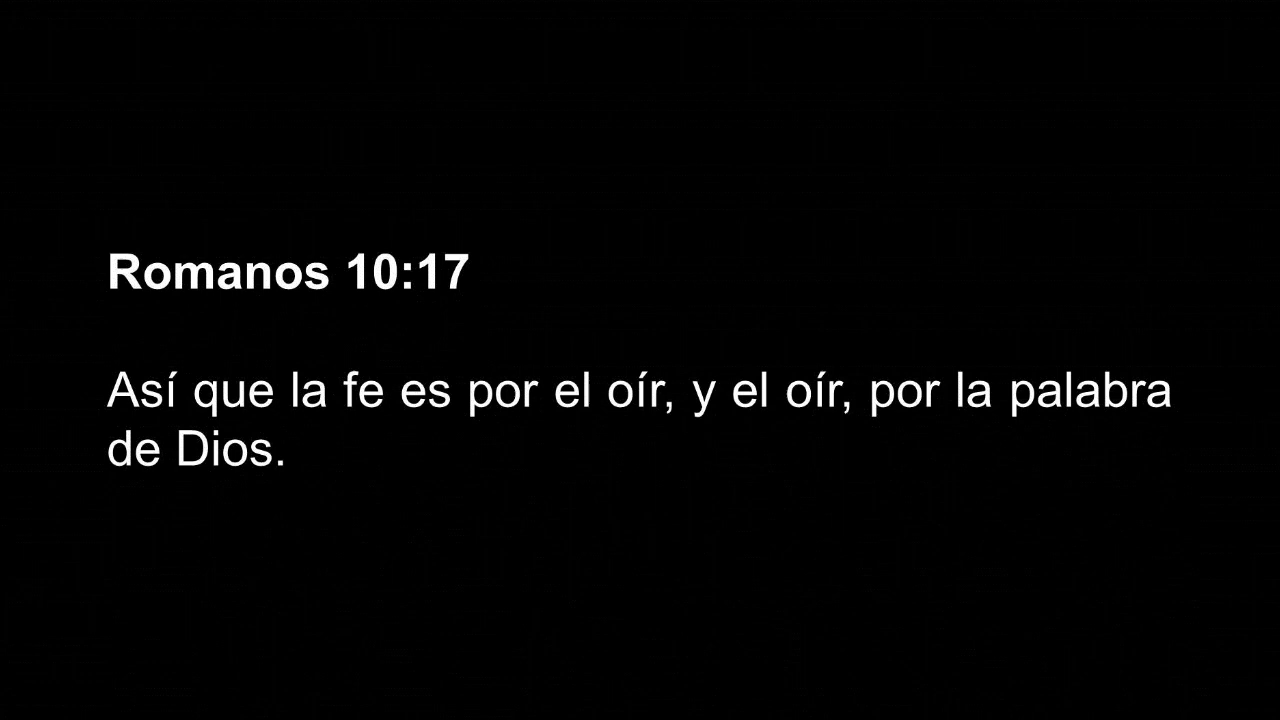 Romanos 10:17
Así que la fe es por el oír, y el oír, por la palabra
de Dios.